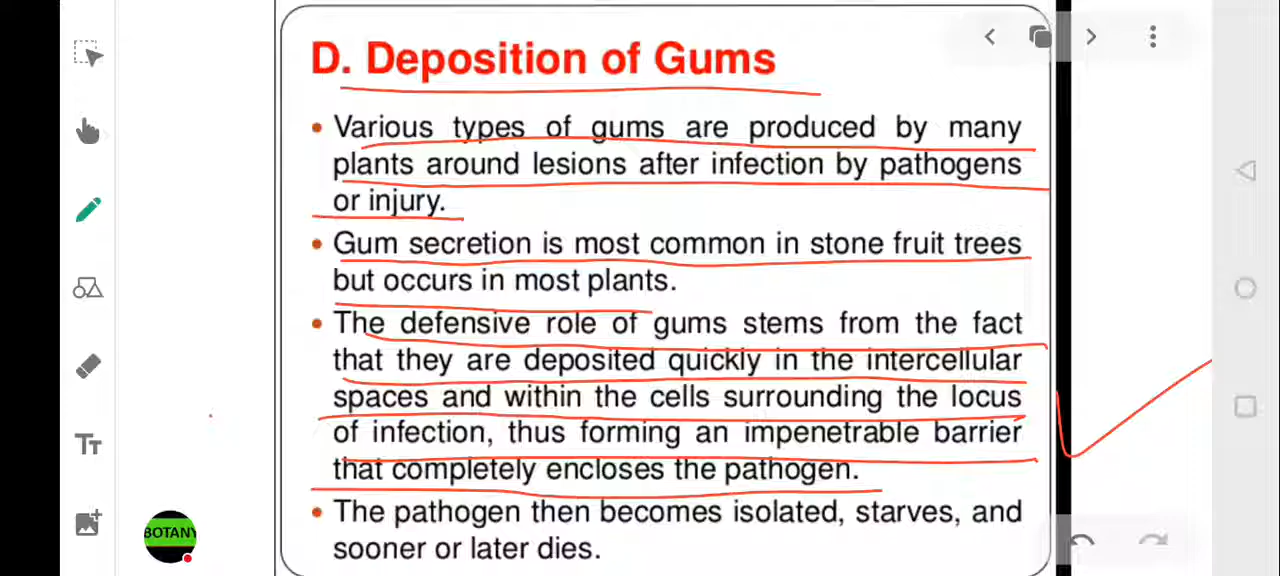 D. Deposition of Gums
• Various types of gums are produced by many
plants around lesions after infection by pathogens
or injury.
• Gum secretion is most common in stone fruit trees
but occurs in most plants.
• The defensive role of gums stems from the fact
that they are deposited quickly in the intercellular
spaces and within the cells surrounding the locus
of infection, thus forming an impenetrable barrier
that completely encloses the pathogen.
• The pathogen then becomes isolated, starves, and
sooner or later dies.
TT
BOTANY